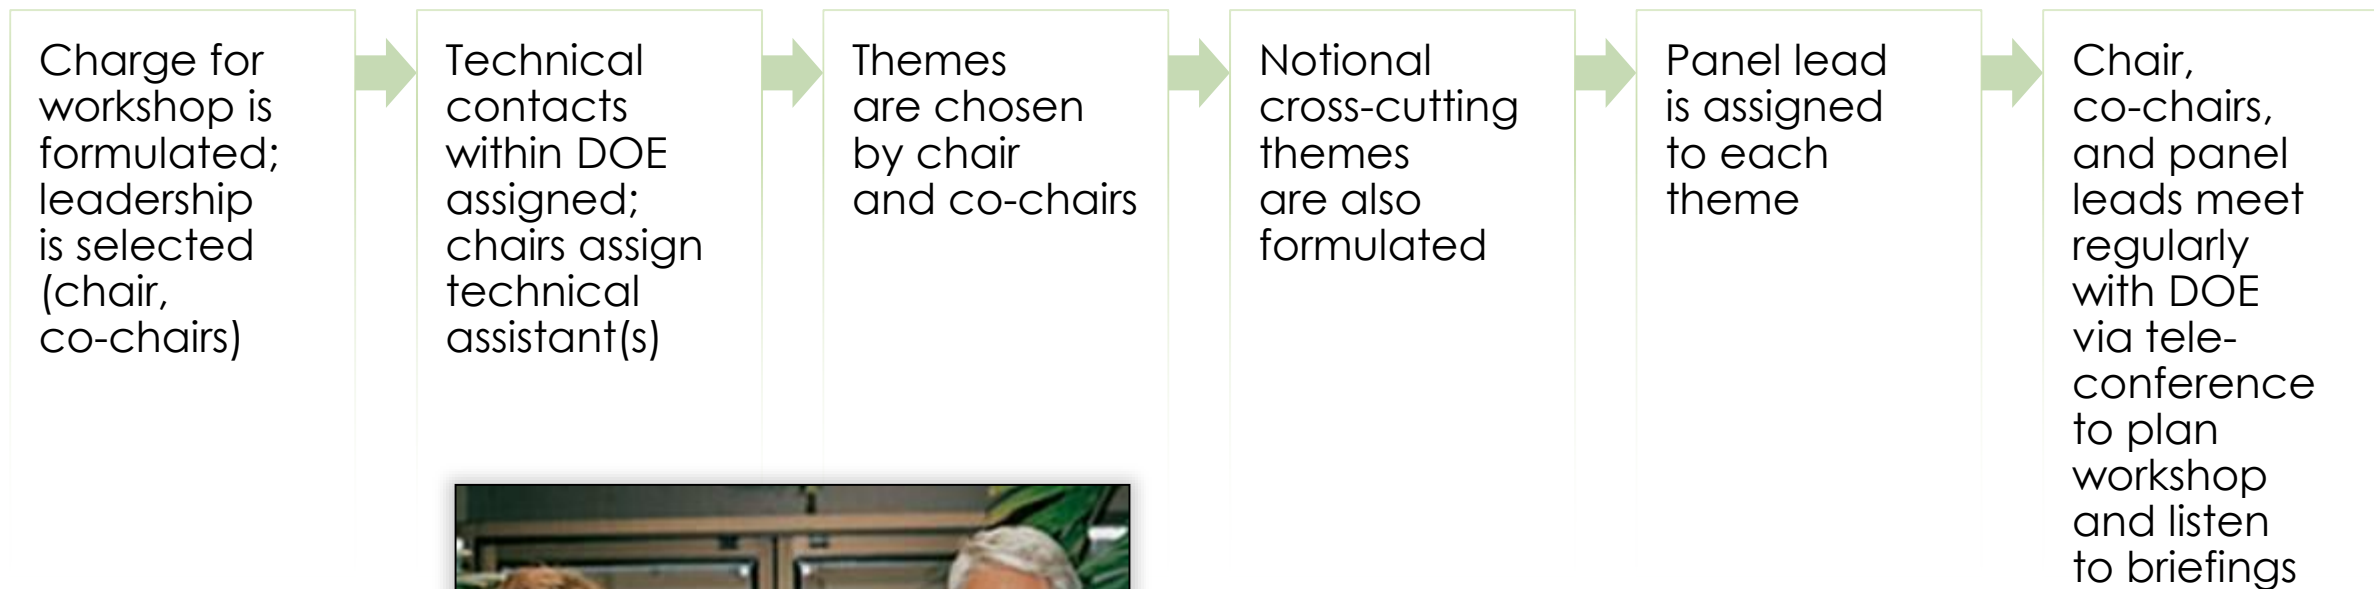 Charge for
workshop is
formulated;
leadership
is selected
(chair,
co-chairs)
Technical
contacts
within DOE
assigned;
chairs assign
technical
assistant(s)
Themes
are chosen
by chair
and co-chairs
Notional
cross-cutting
themes
are also
formulated
Panel lead
is assigned
to each
theme
Chair,
co-chairs,
and panel
leads meet
regularly
with DOE
via tele-
conference
to plan
workshop
and listen
to briefings